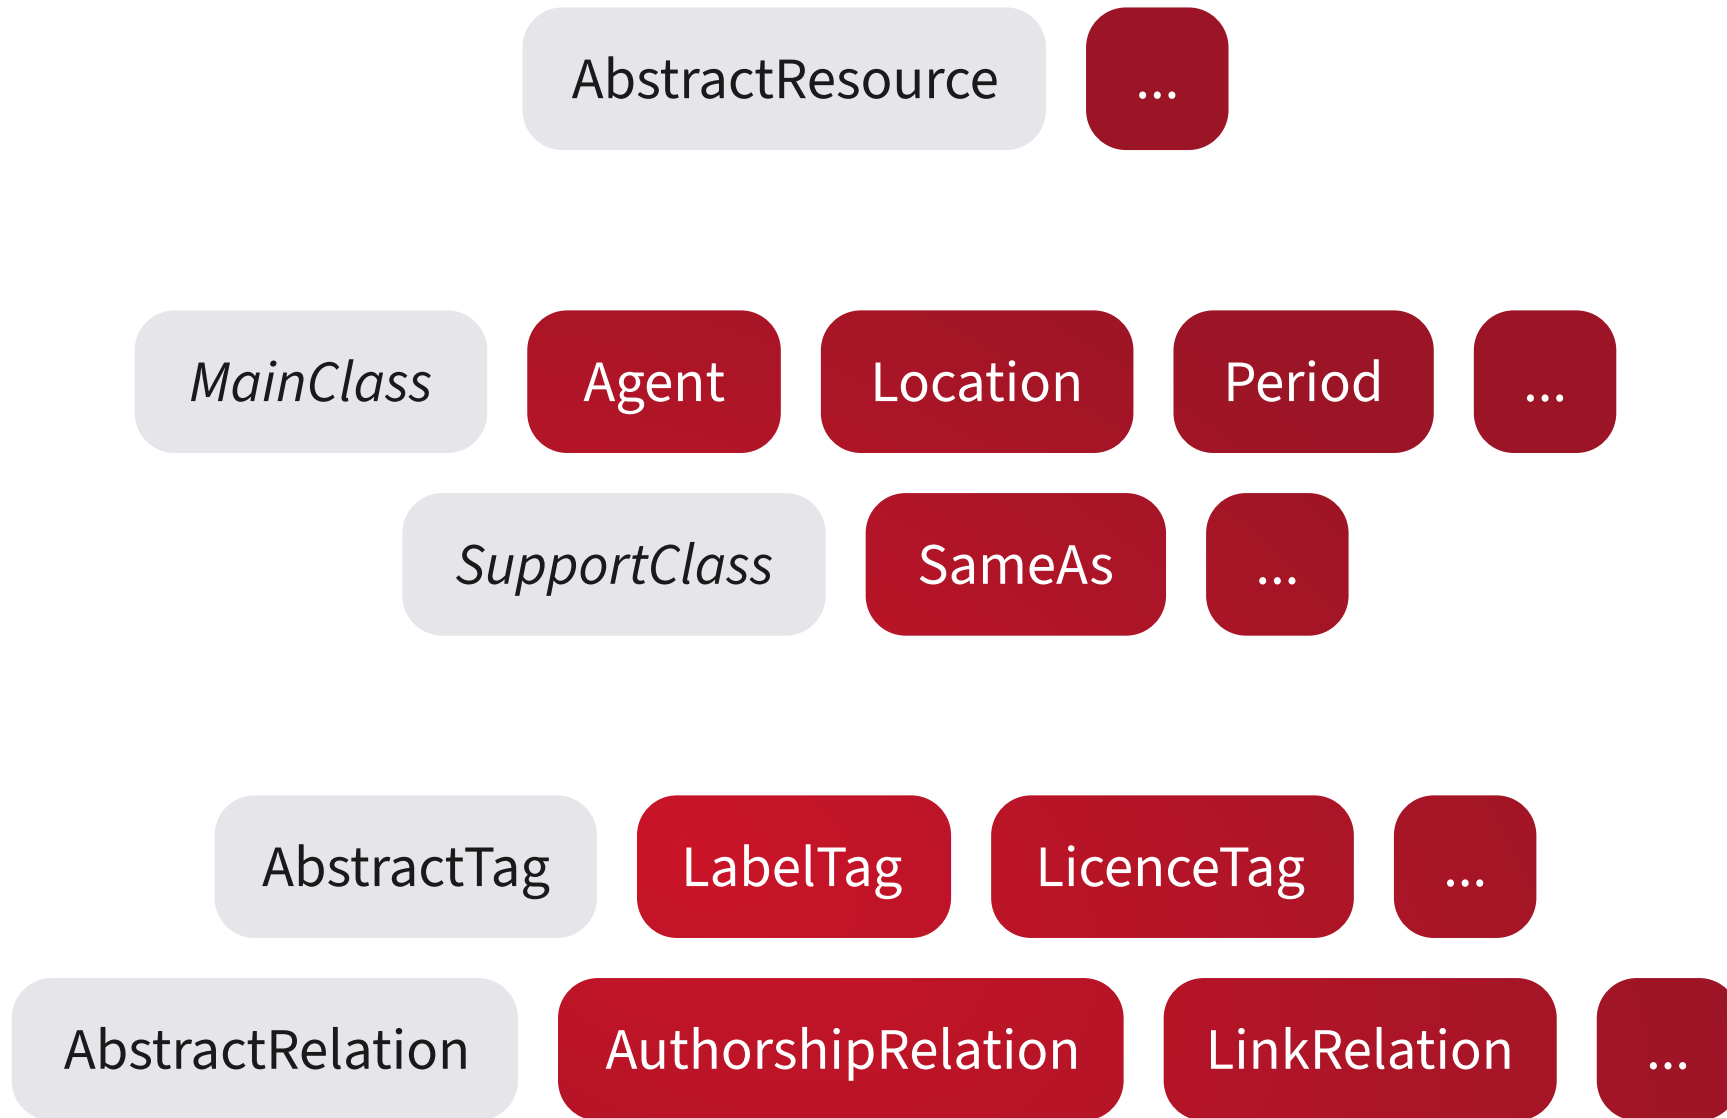 AbstractResource ...
MainClass Agent Location Period ...
SupportClass SameAs ...
AbstractTag LabelTag LicenceTag ...
AbstractRelation AuthorshipRelation LinkRelation ...